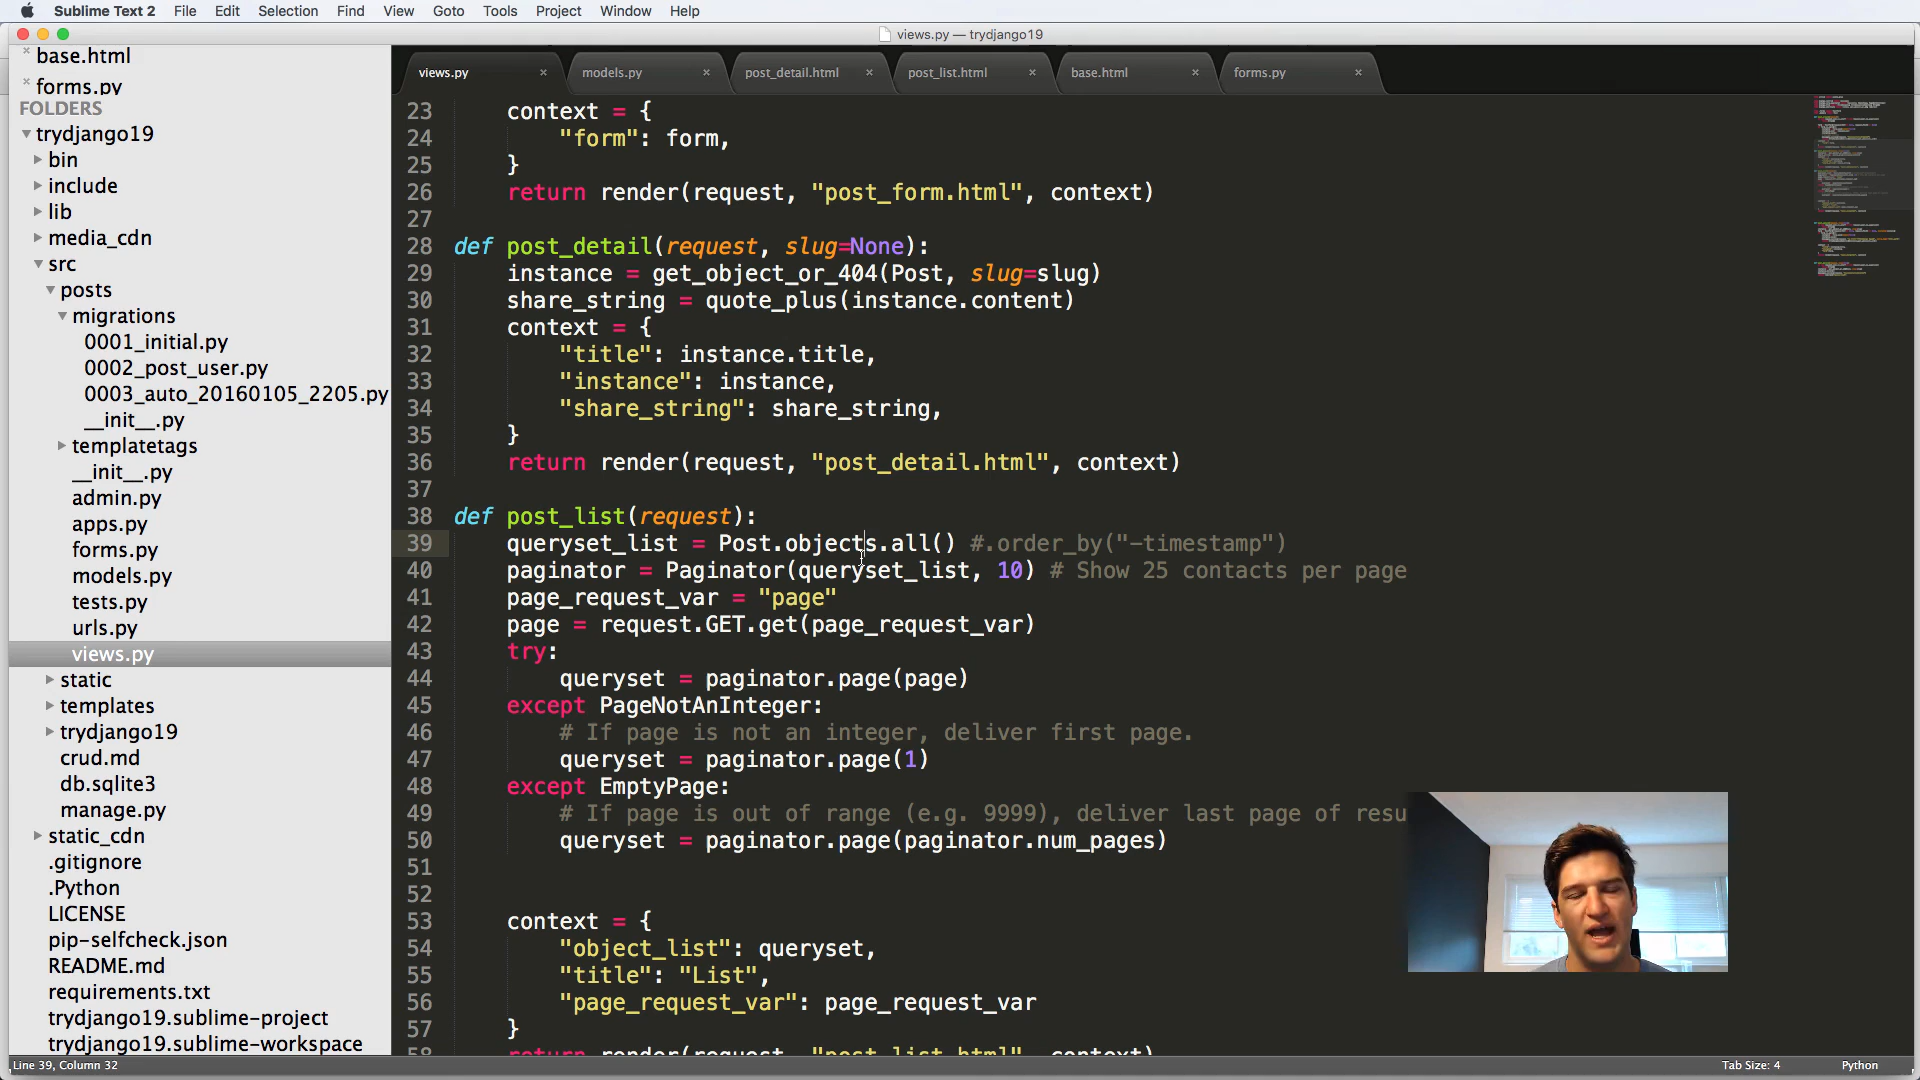 Sublime Text 2 File Edit Selection Find View Goto Tools Project Window Help
views.py — trydjango19
base.html
forms.py
FOLDERS
trydjango19
bin
include
lib
media_cdn
src
posts
migrations
0001_initial.py
0002_post_user.py
0003_auto_20160105_2205.py
__init__.py
templatetags
__init__.py
admin.py
apps.py
forms.py
models.py
tests.py
urls.py
views.py
static
templates
trydjango19
crud.md
db.sqlite3
manage.py
static_cdn
.gitignore
.Python
LICENSE
pip-selfcheck.json
README.md
requirements.txt
trydjango19.sublime-project
trydjango19.sublime-workspace
views.py models.py post_detail.html post_list.html base.html forms.py
23 context = {
24 "form": form,
25 }
26 return render(request, "post_form.html", context)
27
28 def post_detail(request, slug=None):
29 instance = get_object_or_404(Post, slug=slug)
30 share_string = quote_plus(instance.content)
31 context = {
32 "title": instance.title,
33 "instance": instance,
34 "share_string": share_string,
35 }
36 return render(request, "post_detail.html", context)
37
38 def post_list(request):
39 queryset_list = Post.objects.all() #.order_by("-timestamp")
40 paginator = Paginator(queryset_list, 10) # Show 25 contacts per page
41 page_request_var = "page"
42 page = request.GET.get(page_request_var)
43 try:
44 queryset = paginator.page(page)
45 except PageNotAnInteger:
46 # If page is not an integer, deliver first page.
47 queryset = paginator.page(1)
48 except EmptyPage:
49 # If page is out of range (e.g. 9999), deliver last page of resu
50 queryset = paginator.page(paginator.num_pages)
51
52
53 context = {
54 "object_list": queryset,
55 "title": "List",
56 "page_request_var": page_request_var
57 }
58 return render(request, "post_list.html", context)
Line 39, Column 32 Tab Size: 4 Python